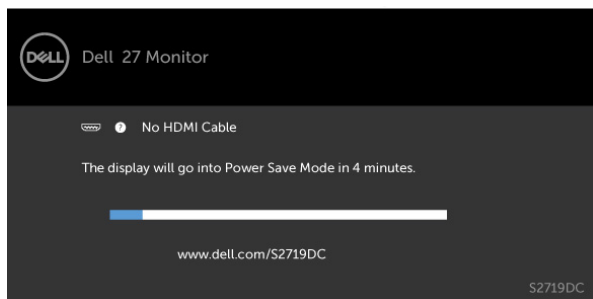 DELL
Dell 27 Monitor
? No HDMI Cable
The display will go into Power Save Mode in 4 minutes.
www.dell.com/S2719DC
S2719DC